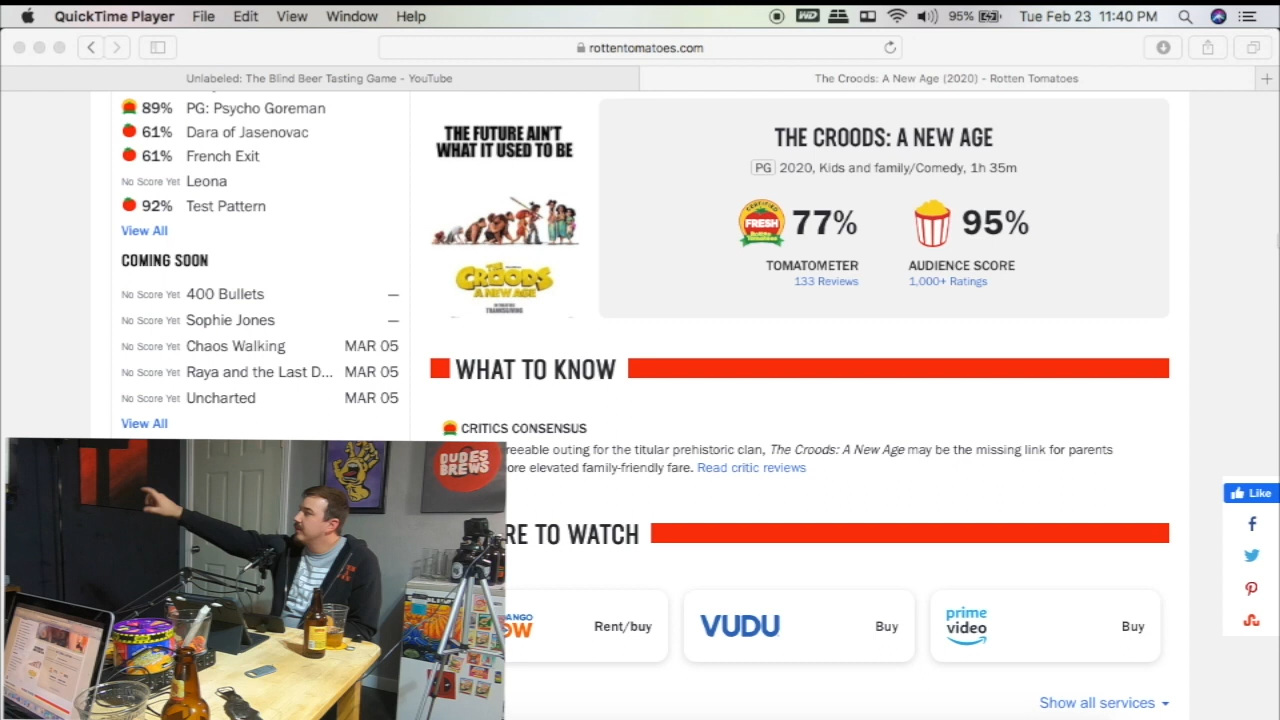 QuickTime Player File Edit View Window Help
95% Tue Feb 23 11:40 PM
rottentomatoes.com
Unlabeled: The Blind Beer Tasting Game - YouTube
The Croods: A New Age (2020) - Rotten Tomatoes
89% PG: Psycho Goreman
61% Dara of Jasenovac
61% French Exit
No Score Yet Leona
92% Test Pattern
View All
COMING SOON
No Score Yet 400 Bullets —
No Score Yet Sophie Jones —
No Score Yet Chaos Walking MAR 05
No Score Yet Raya and the Last D... MAR 05
No Score Yet Uncharted MAR 05
View All
THE FUTURE AIN'T
WHAT IT USED TO BE
THE
CROODS
A NEW AGE
THANKSGIVING
THE CROODS: A NEW AGE
PG 2020, Kids and family/Comedy, 1h 35m
CERTIFIED
FRESH
77%
95%
TOMATOMETER
133 Reviews
AUDIENCE SCORE
1,000+ Ratings
WHAT TO KNOW
CRITICS CONSENSUS
reeable outing for the titular prehistoric clan, The Croods: A New Age may be the missing link for parents
ore elevated family-friendly fare. Read critic reviews
RE TO WATCH
ANGO
OW
Rent/buy
VUDU
Buy
prime
video
Buy
Show all services
Like
DUDES
BREWS